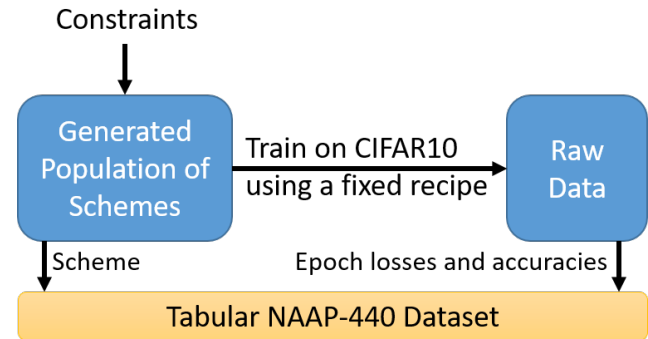 Constraints
Generated
Population of
Schemes
Train on CIFAR10
using a fixed recipe
Raw
Data
Scheme
Epoch losses and accuracies
Tabular NAAP-440 Dataset